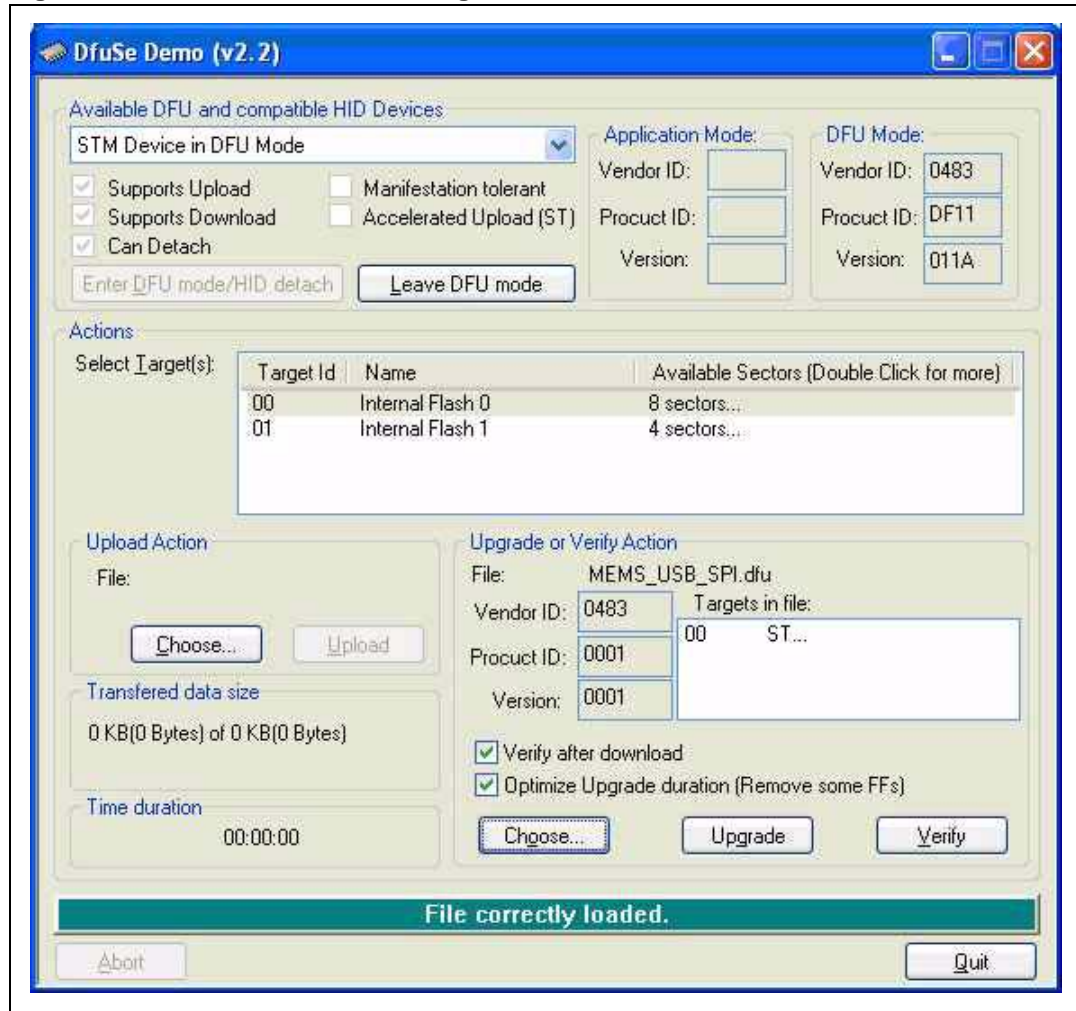 DfuSe Demo (v2.2)
Available DFU and compatible HID Devices
STM Device in DFU Mode
Supports Upload
Manifestation tolerant
Supports Download
Accelerated Upload (ST)
Can Detach
Enter DFU mode/HID detach
Leave DFU mode
Application Mode:
Vendor ID:
Procuct ID:
Version:
DFU Mode:
Vendor ID: 0483
Procuct ID: DF11
Version: 011A
Actions
Select Target(s):
Target Id Name Available Sectors (Double Click for more)
00 Internal Flash 0 8 sectors...
01 Internal Flash 1 4 sectors...
Upload Action
File:
Choose... Upload
Transfered data size
0 KB(0 Bytes) of 0 KB(0 Bytes)
Time duration
00:00:00
Upgrade or Verify Action
File: MEMS_USB_SPI.dfu
Vendor ID: 0483
Procuct ID: 0001
Version: 0001
Targets in file:
00 ST...
Verify after download
Optimize Upgrade duration (Remove some FFs)
Choose... Upgrade Verify
File correctly loaded.
Abort Quit